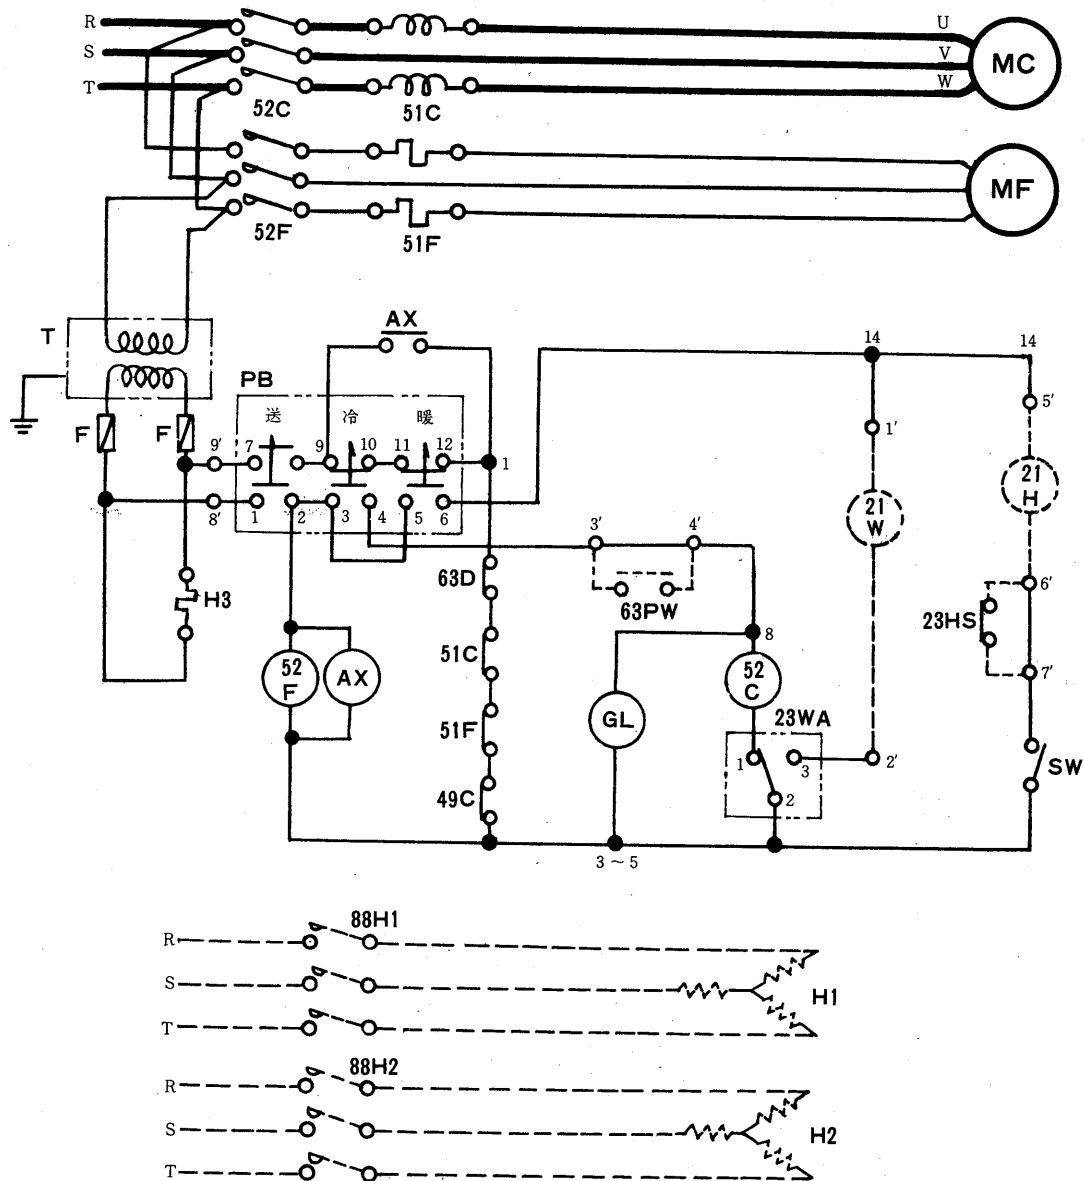 R
U
S
V
MC
T
W
52C
51C
MF
52F
51F
T
AX
14
14
PB
送
冷
暖
5'
F
F
9'
7
9
10
11
12
1
1'
21
H
8'
1
2
3
4
5
6
21
W
3'
4'
63D
H3
63PW
6'
23HS
51C
8
52
F
AX
52
C
7'
GL
23WA
51F
1
3
2'
SW
49C
2
3～5
88H1
R
S
H1
T
88H2
R
S
H2
T